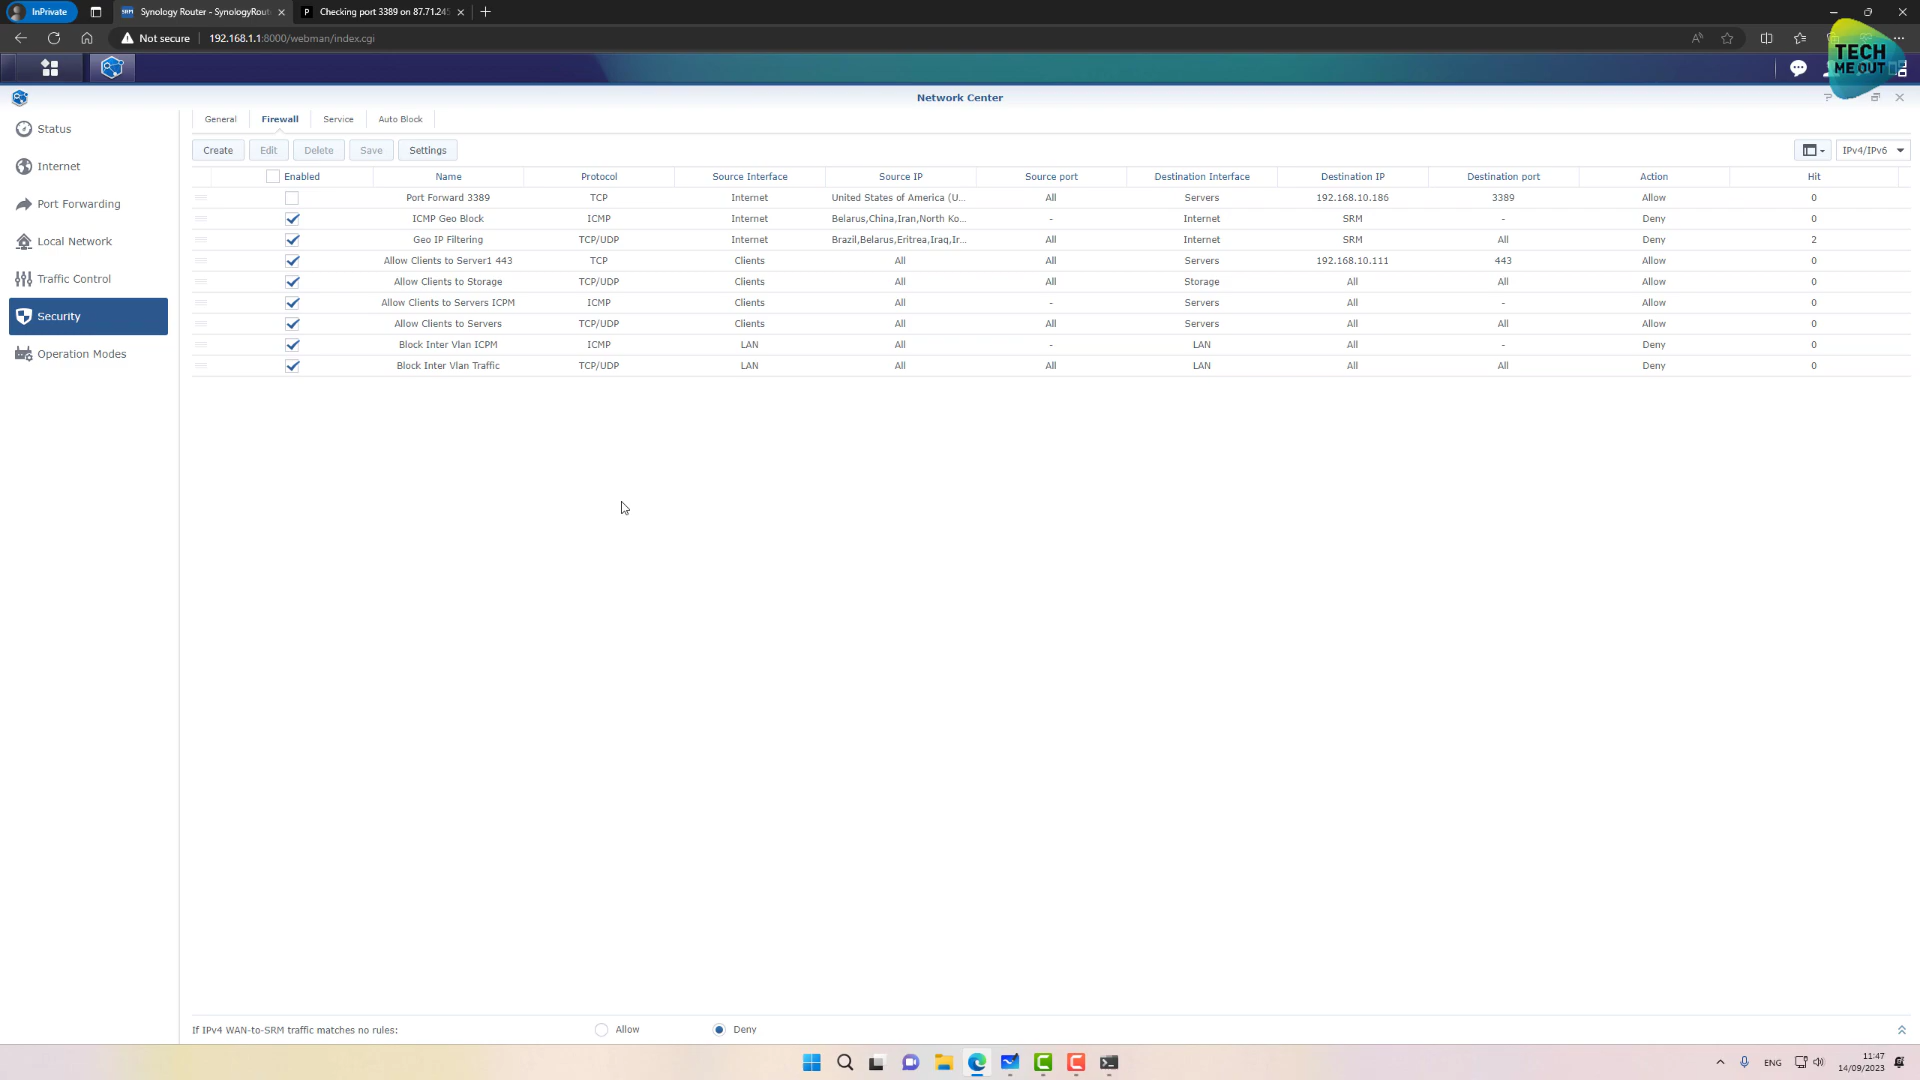 InPrivate
Synology Router - SynologyRout
Checking port 3389 on 87.71.245
Not secure
192.168.1.1:8000/webman/index.cgi
TECH
ME OUT
Network Center
Status
Internet
Port Forwarding
Local Network
Traffic Control
Security
Operation Modes
General Firewall Service Auto Block
Create Edit Delete Save Settings IPv4/IPv6
Enabled Name Protocol Source Interface Source IP Source port Destination Interface Destination IP Destination port Action Hit
Port Forward 3389 TCP Internet United States of America (U... All Servers 192.168.10.186 3389 Allow 0
ICMP Geo Block ICMP Internet Belarus,China,Iran,North Ko... - Internet SRM - Deny 0
Geo IP Filtering TCP/UDP Internet Brazil,Belarus,Eritrea,Iraq,Ir... All Internet SRM All Deny 2
Allow Clients to Server1 443 TCP Clients All All Servers 192.168.10.111 443 Allow 0
Allow Clients to Storage TCP/UDP Clients All All Storage All All Allow 0
Allow Clients to Servers ICPM ICMP Clients All - Servers All - Allow 0
Allow Clients to Servers TCP/UDP Clients All All Servers All All Allow 0
Block Inter Vlan ICPM ICMP LAN All - LAN All - Deny 0
Block Inter Vlan Traffic TCP/UDP LAN All All LAN All All Deny 0
If IPv4 WAN-to-SRM traffic matches no rules: Allow Deny
ENG
11:47
14/09/2023